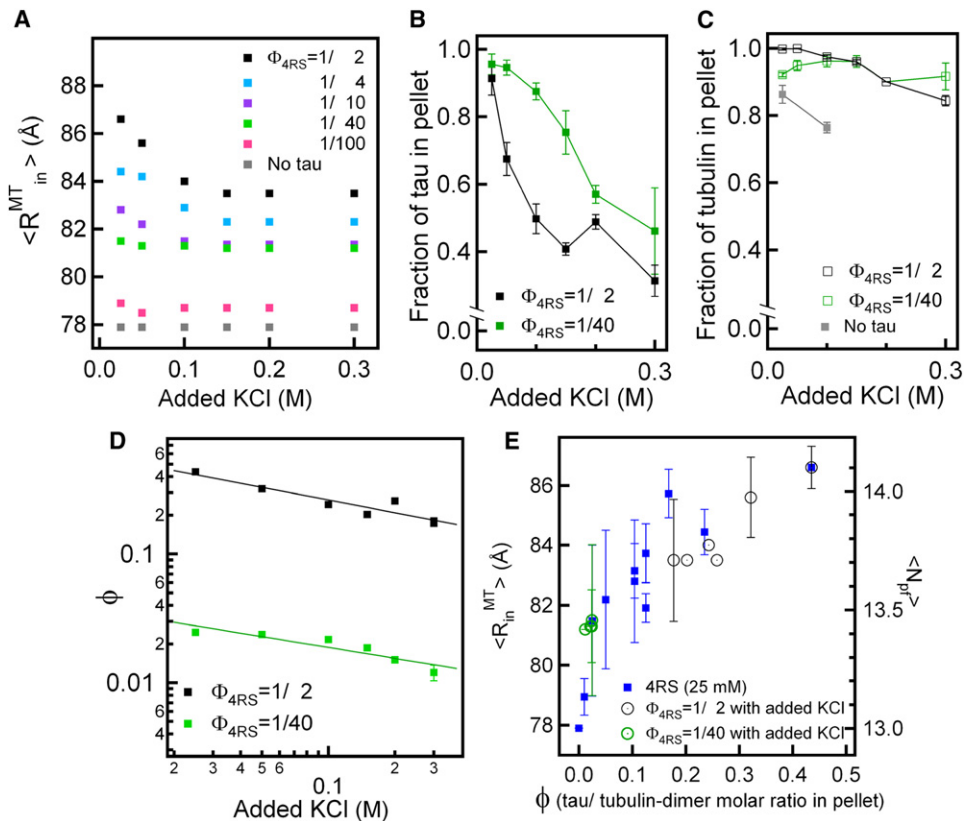 A
<R^MT_in> (Å)
88
86
84
82
80
78
0.0
0.1
0.2
0.3
Added KCl (M)
Φ4RS=1/ 2
1/ 4
1/ 10
1/ 40
1/100
No tau
B
Fraction of tau in pellet
1.0
0.8
0.6
0.4
0.0
Φ4RS=1/ 2
Φ4RS=1/40
0.0
0.3
Added KCl (M)
C
Fraction of tubulin in pellet
1.0
0.8
0.6
0.4
0.0
Φ4RS=1/ 2
Φ4RS=1/40
No tau
0.0
0.3
Added KCl (M)
D
ϕ
6
4
2
0.1
6
4
3
2
0.01
6
4
Φ4RS=1/ 2
Φ4RS=1/40
2
3
4
5
6
0.1
2
3
Added KCl (M)
E
<R_in^MT> (Å)
86
84
82
80
78
14.0
13.5
13.0
<N_pf>
4RS (25 mM)
Φ4RS=1/ 2 with added KCl
Φ4RS=1/40 with added KCl
0.0
0.1
0.2
0.3
0.4
0.5
ϕ (tau/ tubulin-dimer molar ratio in pellet)